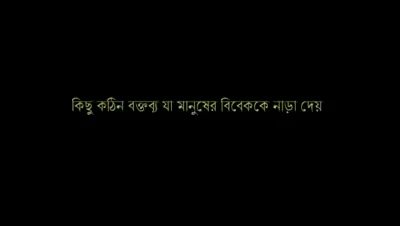 কিছু কঠিন বক্তব্য যা মানুষের বিবেককে নাড়া দেয়